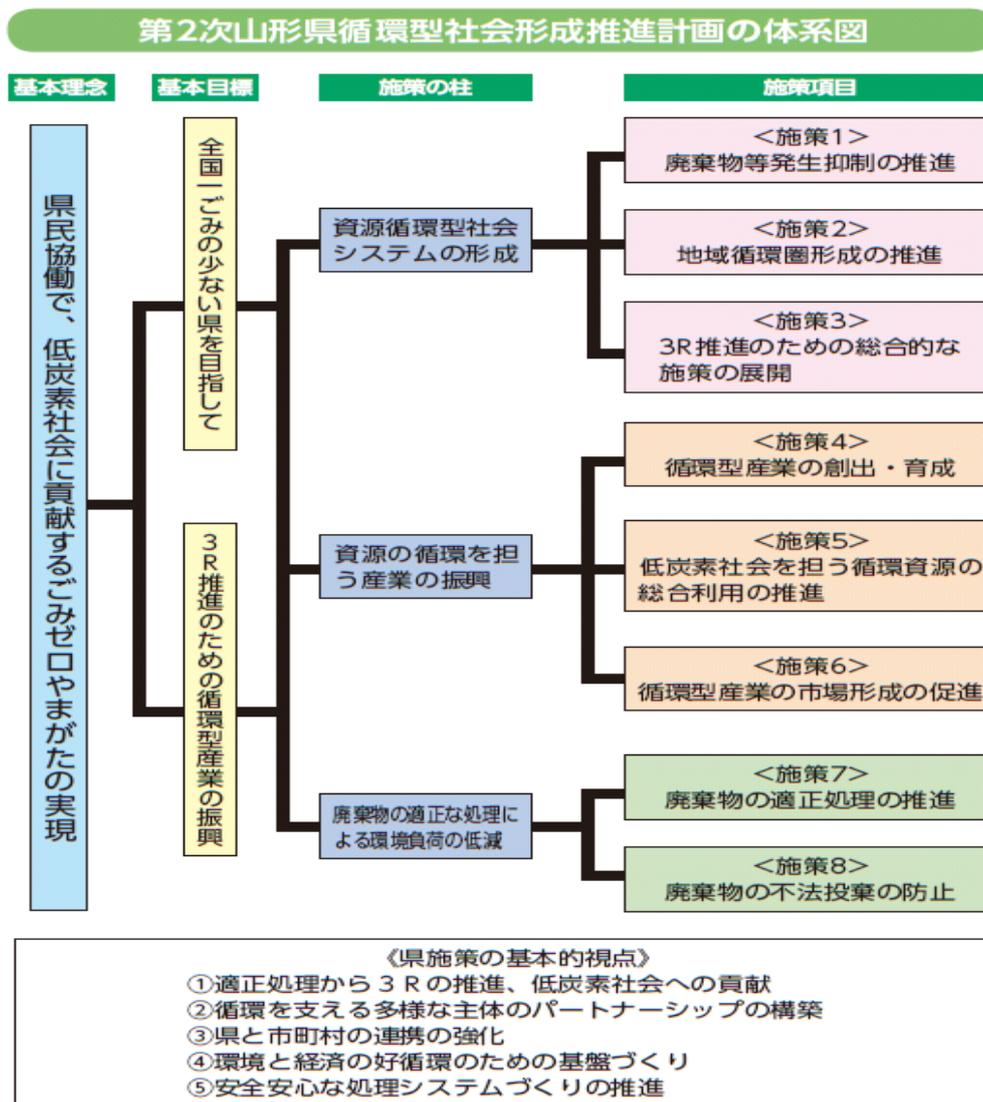 第2次山形県循環型社会形成推進計画の体系図
基本理念
基本目標
施策の柱
施策項目
県民協働で、低炭素社会に貢献するごみゼロやまがたの実現
全国一ごみの少ない県を目指して
3R推進のための循環型産業の振興
資源循環型社会
システムの形成
<施策1>
廃棄物等発生抑制の推進
<施策2>
地域循環圏形成の推進
<施策3>
3R推進のための総合的な
施策の展開
資源の循環を担
う産業の振興
<施策4>
循環型産業の創出・育成
<施策5>
低炭素社会を担う循環資源の
総合利用の推進
<施策6>
循環型産業の市場形成の促進
廃棄物の適正な処理に
よる環境負荷の低減
<施策7>
廃棄物の適正処理の推進
<施策8>
廃棄物の不法投棄の防止
《県施策の基本的視点》
①適正処理から3Rの推進、低炭素社会への貢献
②循環を支える多様な主体のパートナーシップの構築
③県と市町村の連携の強化
④環境と経済の好循環のための基盤づくり
⑤安全安心な処理システムづくりの推進